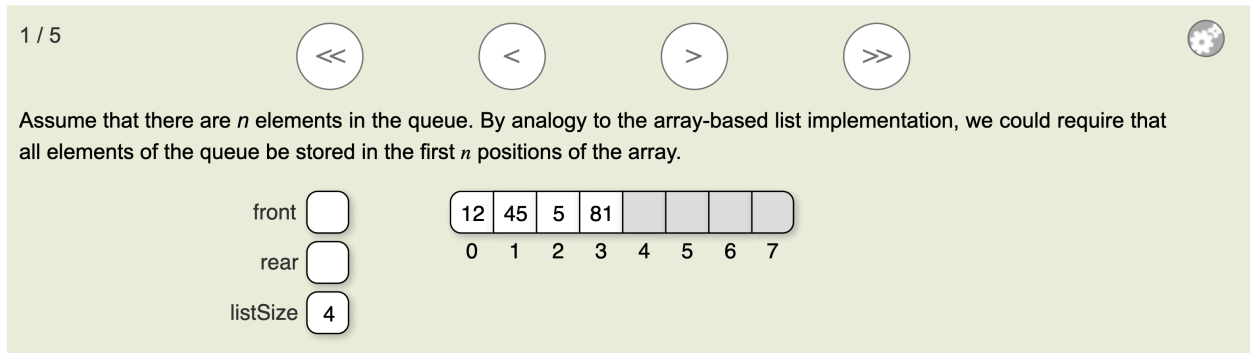 1 / 5
<< < > >>
Assume that there are n elements in the queue. By analogy to the array-based list implementation, we could require that
all elements of the queue be stored in the first n positions of the array.
front
12 45 5 81
0 1 2 3 4 5 6 7
rear
listSize 4